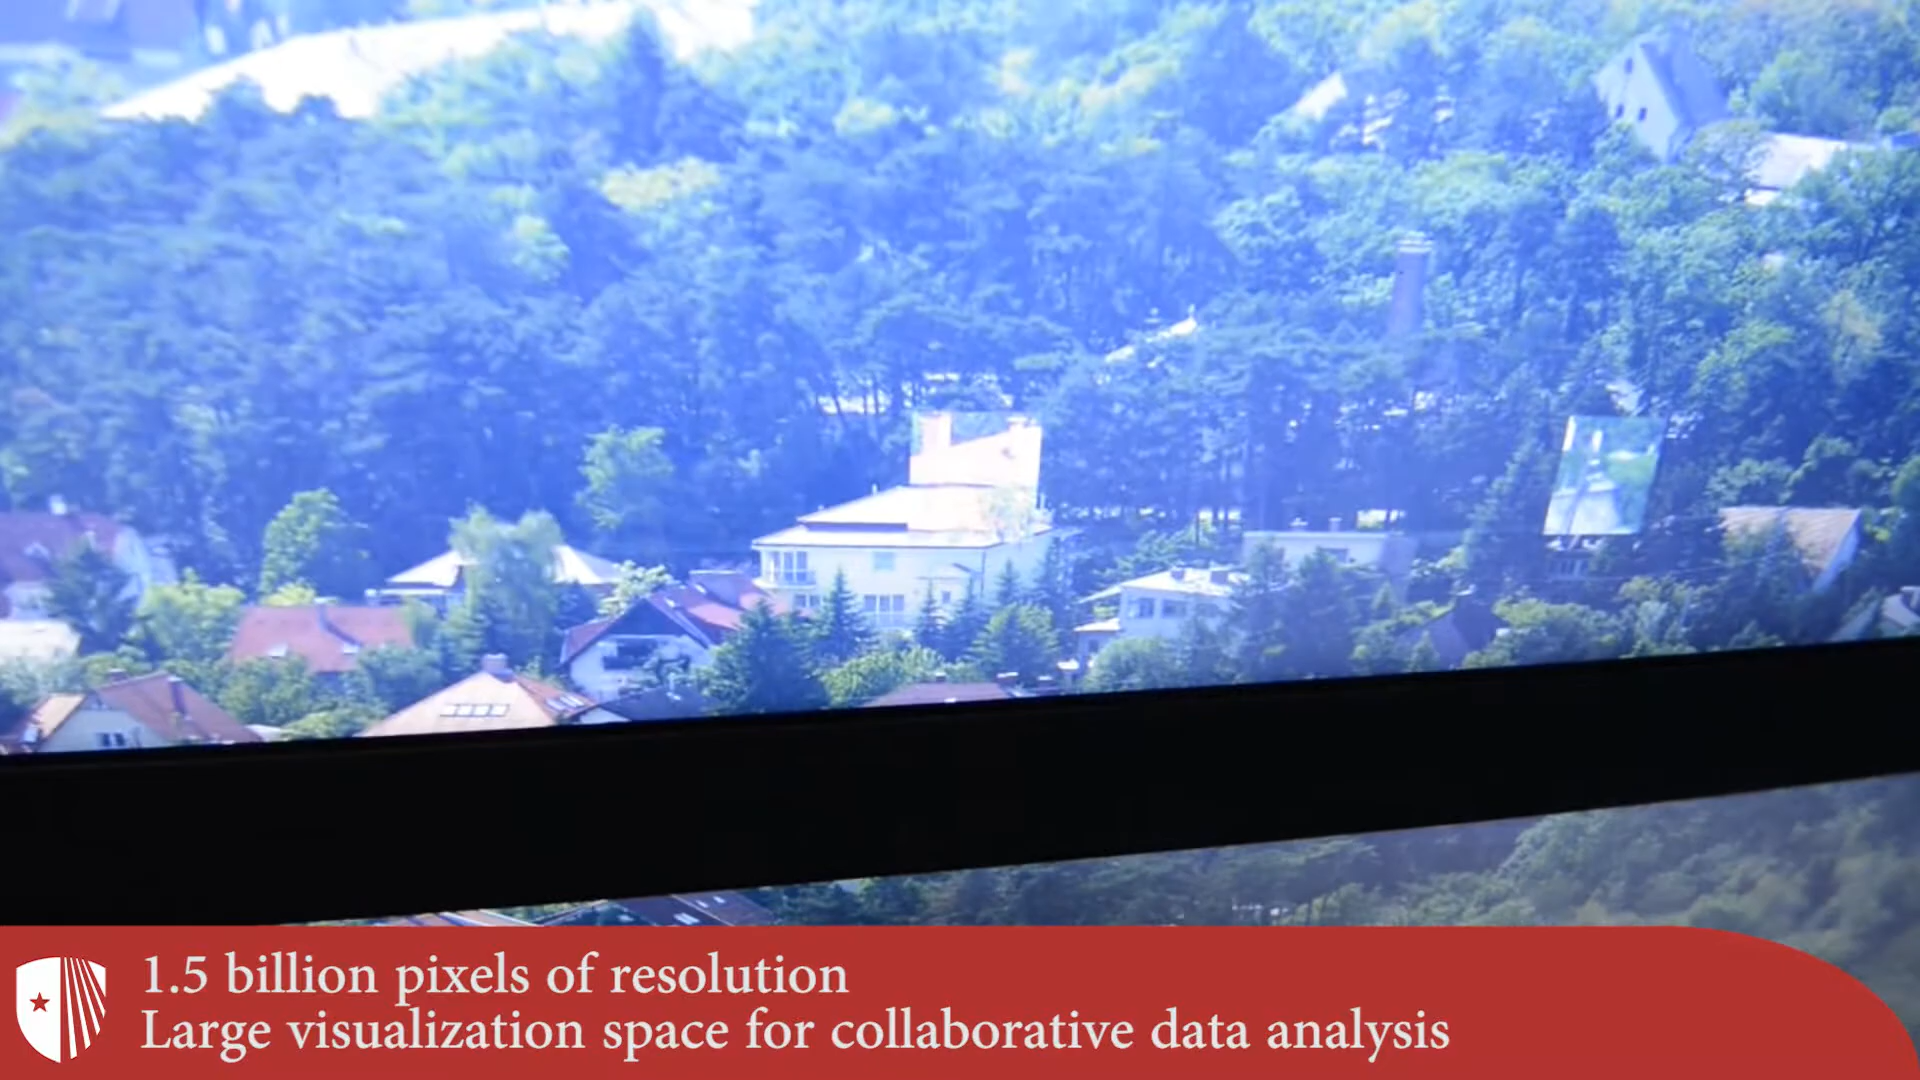 1.5 billion pixels of resolution
Large visualization space for collaborative data analysis